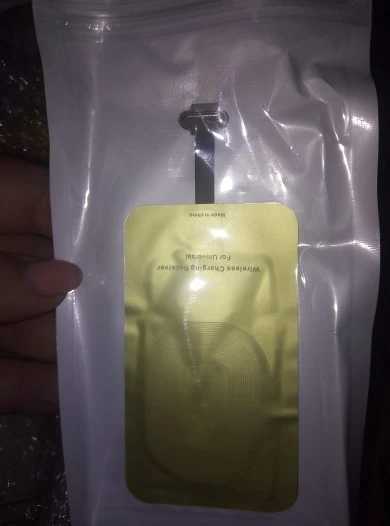 Wireless Charging Receiver
For Universal
Made in china